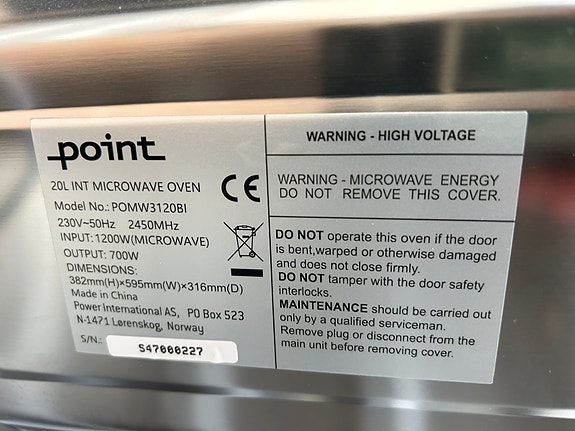 point
20L INT MICROWAVE OVEN
CE
Model No.: POMW3120BI
230V~50Hz 2450MHz
INPUT: 1200W(MICROWAVE)
OUTPUT: 700W
DIMENSIONS:
382mm(H)×595mm(W)×316mm(D)
Made in China
Power International AS, PO Box 523
N-1471 Lørenskog, Norway
S/N.: S47000227
WARNING - HIGH VOLTAGE
WARNING - MICROWAVE ENERGY
DO NOT REMOVE THIS COVER.
DO NOT operate this oven if the door
is bent,warped or otherwise damaged
and does not close firmly.
DO NOT tamper with the door safety
interlocks.
MAINTENANCE should be carried out
only by a qualified serviceman.
Remove plug or disconnect from the
main unit before removing cover.